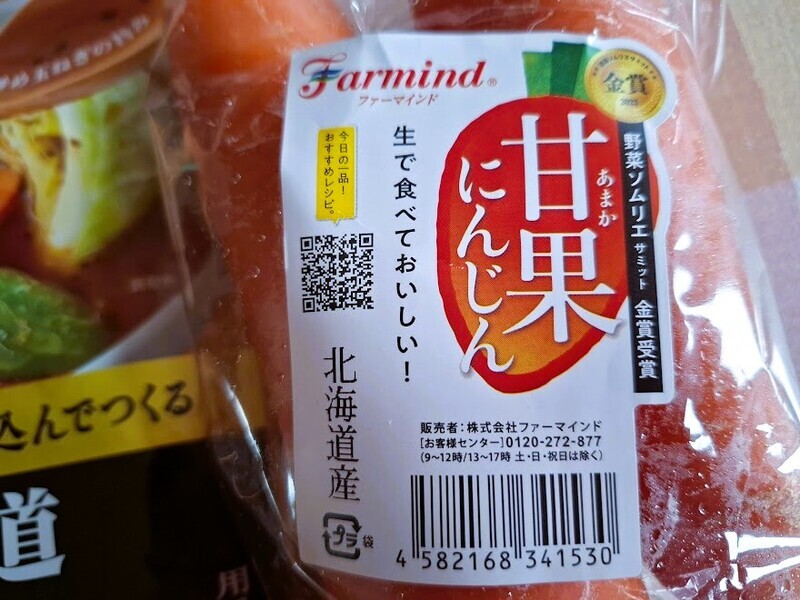 Farmind®
ファーマインド
金賞
野菜ソムリエサミット 金賞受賞
甘果
あまか
にんじん
生で食べておいしい！
今日の一品！
おすすめレシピ。
北海道産
販売者：株式会社ファーマインド
[お客様センター] 0120-272-877
(9～12時/13～17時 土・日・祝日は除く)
プラ
袋
4 582168 341530
込んでつくる
道
用